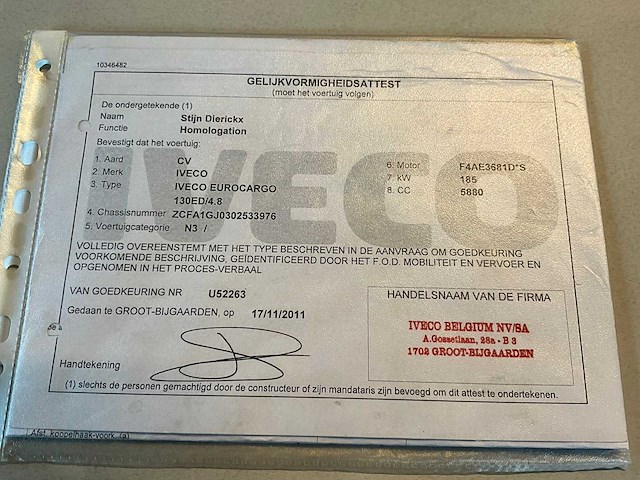 10346482
GELIJKVORMIGHEIDSATTEST
(moet het voertuig volgen)
De ondergetekende (1)
Naam Stijn Dierickx
Functie Homologation
Bevestigt dat het voertuig:
IVECO
1. Aard CV
2. Merk IVECO
3. Type IVECO EUROCARGO
130ED/4.8
4. Chassisnummer ZCFA1GJ0302533976
5. Voertuigcategorie N3 /
6. Motor F4AE3681D*S
7. kW 185
8. CC 5880
VOLLEDIG OVEREENSTEMT MET HET TYPE BESCHREVEN IN DE AANVRAAG OM GOEDKEURING
VOORKOMENDE BESCHRIJVING, GEÏDENTIFICEERD DOOR HET F.O.D. MOBILITEIT EN VERVOER EN
OPGENOMEN IN HET PROCES-VERBAAL
VAN GOEDKEURING NR U52263
Gedaan te GROOT-BIJGAARDEN, op 17/11/2011
HANDELSNAAM VAN DE FIRMA
IVECO BELGIUM NV/SA
A.Gossetlaan, 28a - B 3
1702 GROOT-BIJGAARDEN
Handtekening
(1) slechts de personen gemachtigd door de constructeur of zijn mandataris zijn bevoegd om dit attest te ondertekenen.
Afst. koppelhaak-voork. (a)